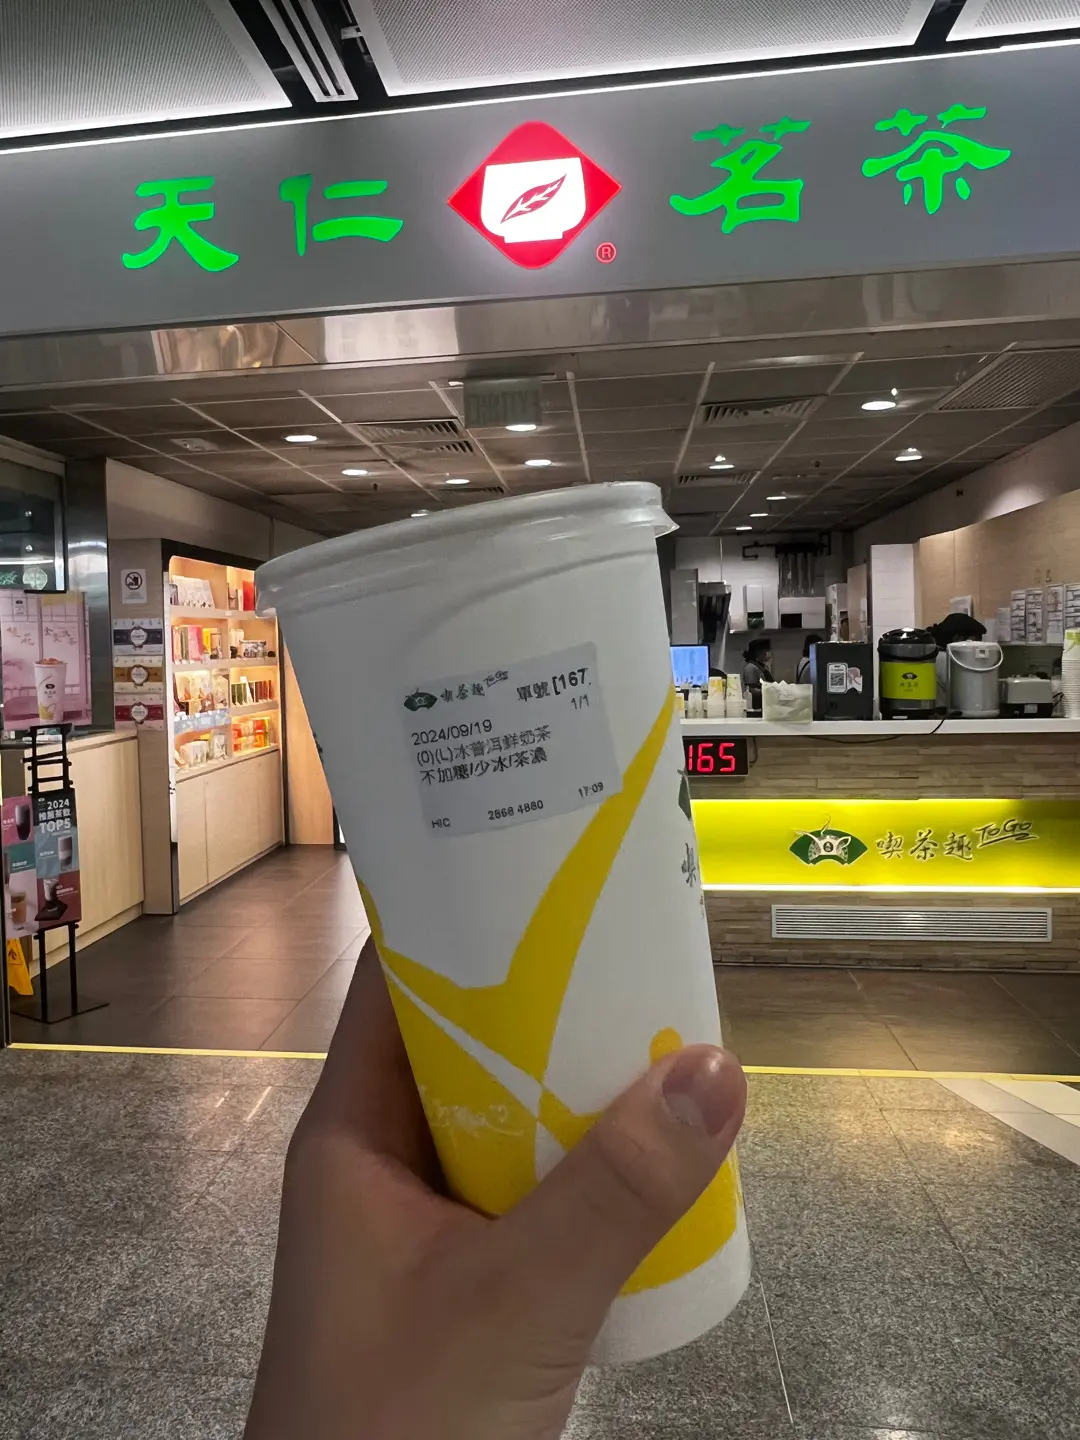 天仁 茗茶
®
喫茶趣 ToGo 單號 [167
1/1
2024/09/19
(0)(L)冰普洱鮮奶茶
不加糖/少冰/茶濃
17:09
HIC 2868 4880
165
喫茶趣 ToGo
2024
TOP5